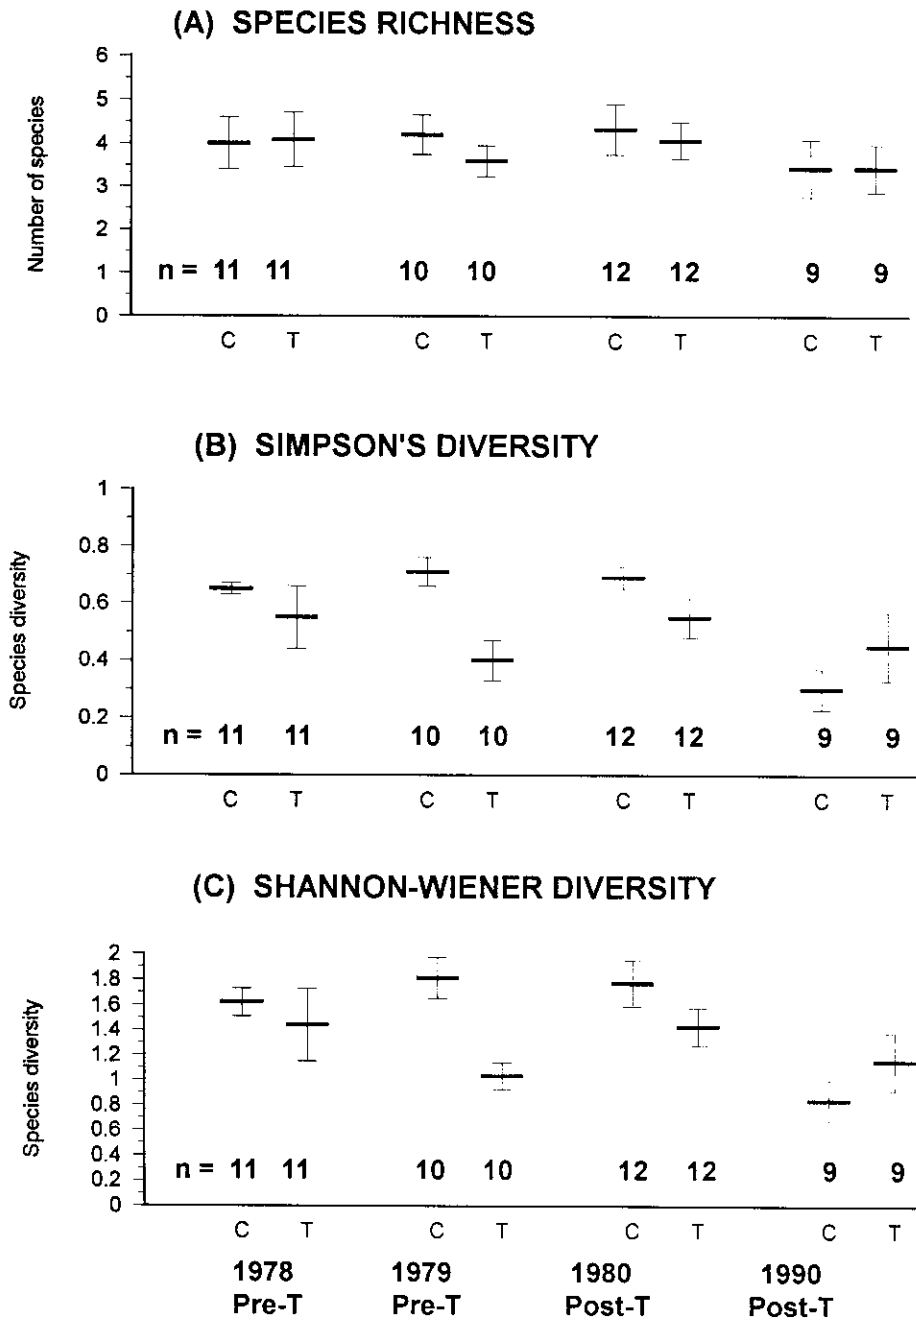 (A) SPECIES RICHNESS
6
5
4
3
2
1
0
Number of species
n = 11 11 10 10 12 12 9 9
C T C T C T C T
(B) SIMPSON'S DIVERSITY
1
0.8
0.6
0.4
0.2
0
Species diversity
n = 11 11 10 10 12 12 9 9
C T C T C T C T
(C) SHANNON-WIENER DIVERSITY
2
1.8
1.6
1.4
1.2
1
0.8
0.6
0.4
0.2
0
Species diversity
n = 11 11 10 10 12 12 9 9
C T C T C T C T
1978 1979 1980 1990
Pre-T Pre-T Post-T Post-T